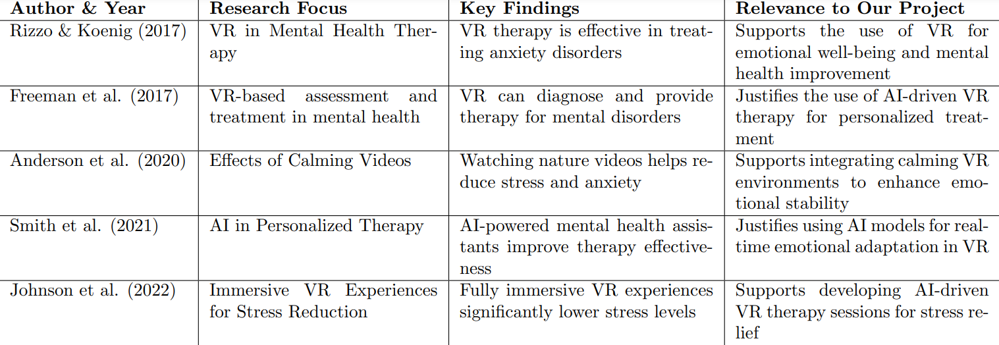 Author & Year Research Focus Key Findings Relevance to Our Project
Rizzo & Koenig (2017) VR in Mental Health Ther- VR therapy is effective in treat- Supports the use of VR for
apy ing anxiety disorders emotional well-being and mental
health improvement
Freeman et al. (2017) VR-based assessment and VR can diagnose and provide Justifies the use of AI-driven VR
treatment in mental health therapy for mental disorders therapy for personalized treat-
ment
Anderson et al. (2020) Effects of Calming Videos Watching nature videos helps re- Supports integrating calming VR
duce stress and anxiety environments to enhance emo-
tional stability
Smith et al. (2021) AI in Personalized Therapy AI-powered mental health assis- Justifies using AI models for real-
tants improve therapy effective- time emotional adaptation in VR
ness
Johnson et al. (2022) Immersive VR Experiences Fully immersive VR experiences Supports developing AI-driven
for Stress Reduction significantly lower stress levels VR therapy sessions for stress re-
lief